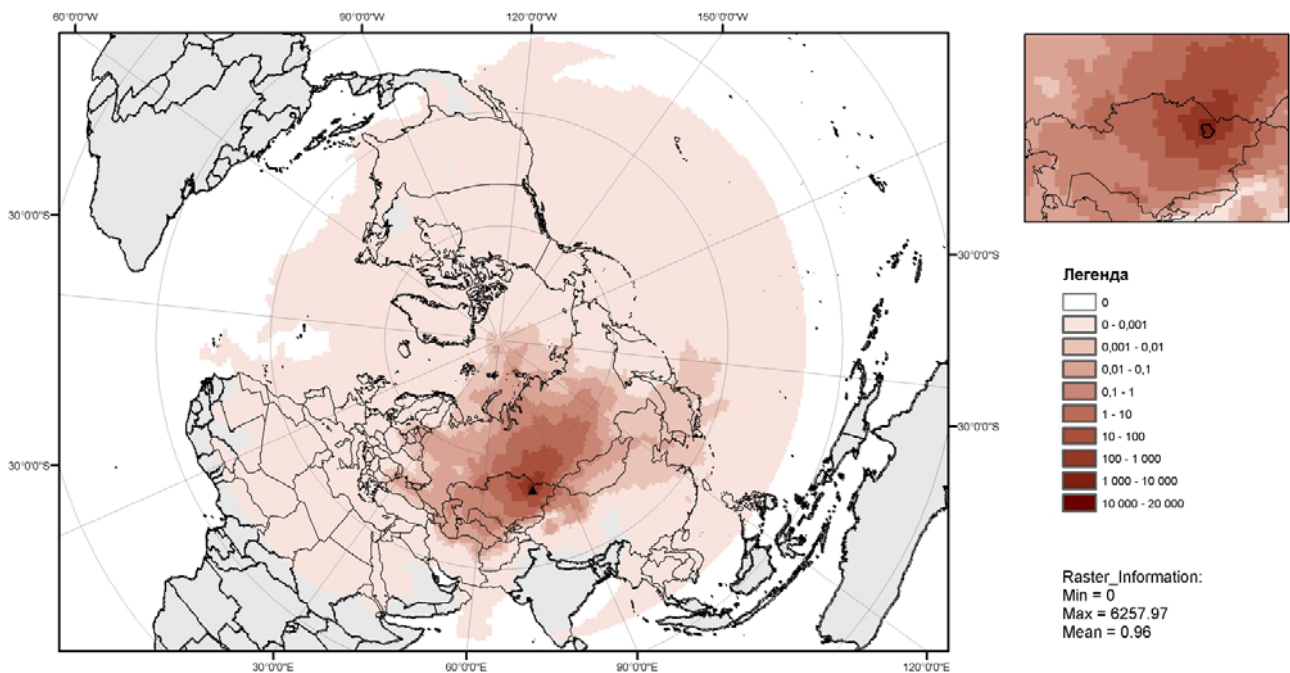 60°0'0"W
90°0'0"W
120°0'0"W
150°0'0"W
30°0'0"S
30°0'0"S
30°0'0"S
30°0'0"S
30°0'0"E
60°0'0"E
90°0'0"E
120°0'0"E
Легенда
0
0 - 0,001
0,001 - 0,01
0,01 - 0,1
0,1 - 1
1 - 10
10 - 100
100 - 1 000
1 000 - 10 000
10 000 - 20 000
Raster_Information:
Min = 0
Max = 6257.97
Mean = 0.96